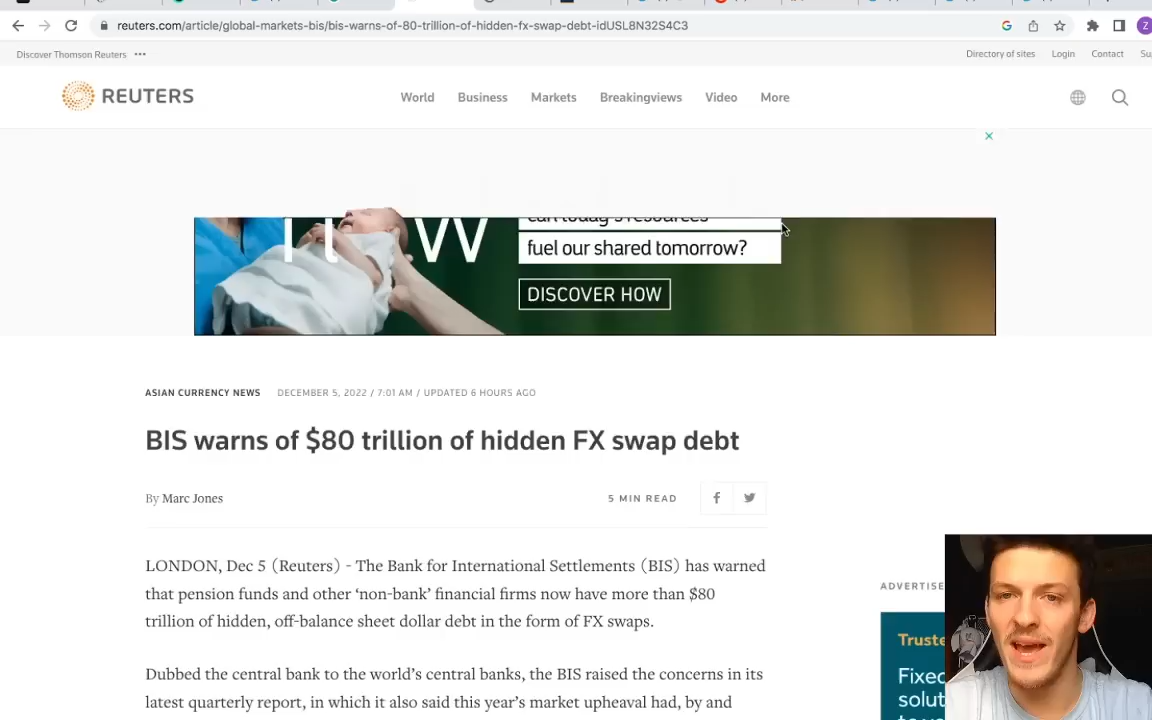 reuters.com/article/global-markets-bis/bis-warns-of-80-trillion-of-hidden-fx-swap-debt-idUSL8N32S4C3
Discover Thomson Reuters •••
Directory of sites Login Contact
REUTERS
World Business Markets Breakingviews Video More
fuel our shared tomorrow?
DISCOVER HOW
ASIAN CURRENCY NEWS DECEMBER 5, 2022 / 7:01 AM / UPDATED 6 HOURS AGO
BIS warns of $80 trillion of hidden FX swap debt
By Marc Jones
5 MIN READ
LONDON, Dec 5 (Reuters) - The Bank for International Settlements (BIS) has warned
that pension funds and other ‘non-bank’ financial firms now have more than $80
trillion of hidden, off-balance sheet dollar debt in the form of FX swaps.
Dubbed the central bank to the world’s central banks, the BIS raised the concerns in its
latest quarterly report, in which it also said this year’s market upheaval had, by and